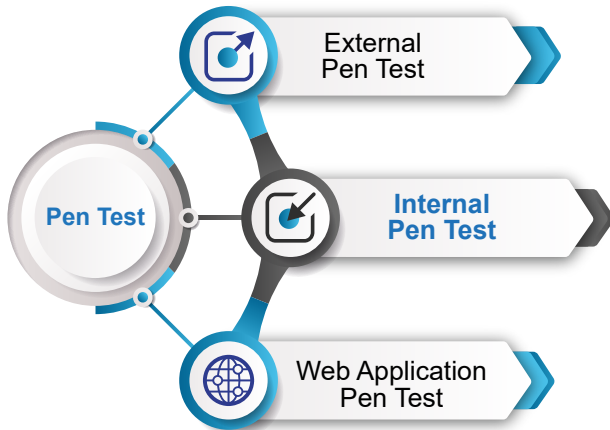 External
Pen Test
Pen Test
Internal
Pen Test
Web Application
Pen Test